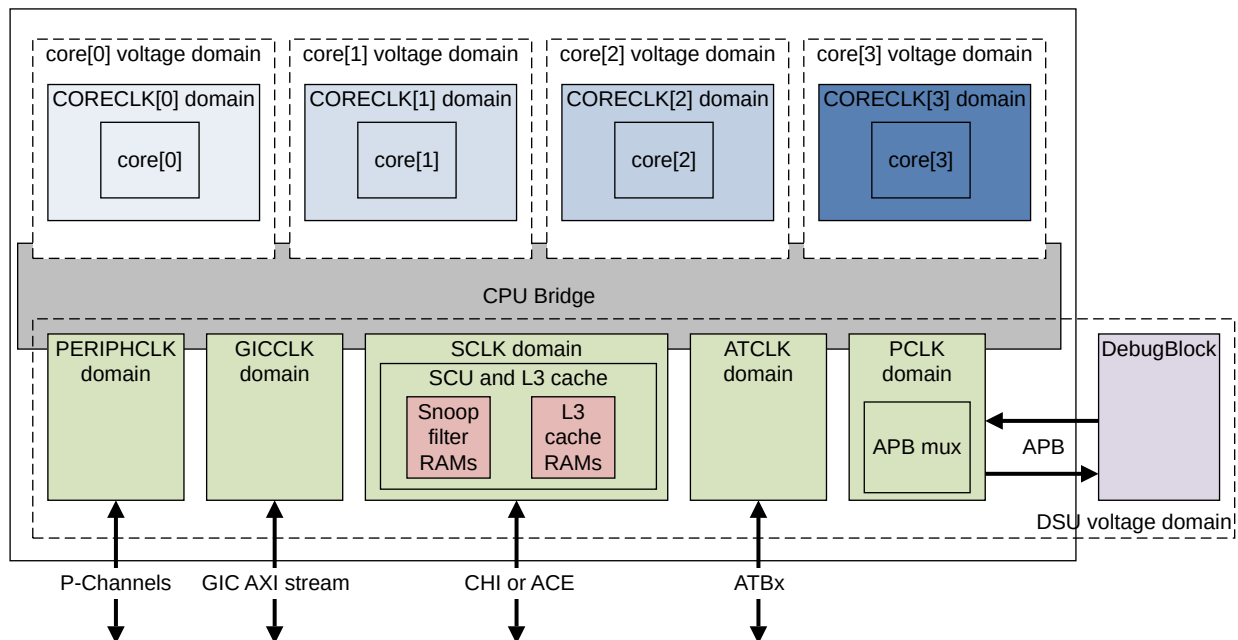 core[0] voltage domain
core[1] voltage domain
core[2] voltage domain
core[3] voltage domain
CORECLK[0] domain
CORECLK[1] domain
CORECLK[2] domain
CORECLK[3] domain
core[0]
core[1]
core[2]
core[3]
CPU Bridge
PERIPHCLK
domain
GICCLK
domain
SCLK domain
SCU and L3 cache
Snoop
filter
RAMs
L3
cache
RAMs
ATCLK
domain
PCLK
domain
APB mux
APB
DebugBlock
DSU voltage domain
P-Channels
GIC AXI stream
CHI or ACE
ATBx